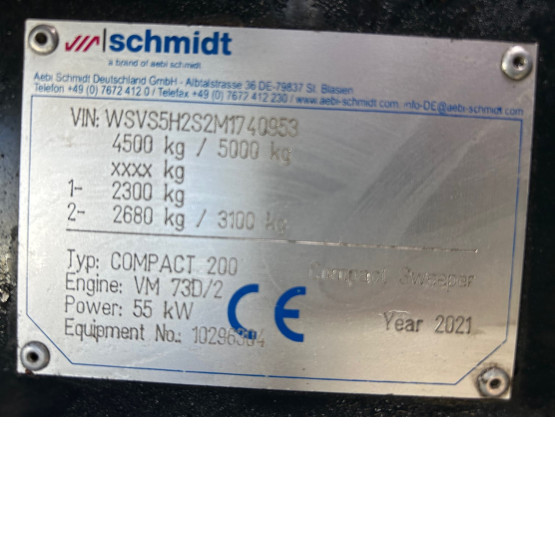 schmidt
a brand of aebi schmidt
Aebi Schmidt Deutschland GmbH - Albtalstrasse 36 DE-79837 St. Blasien
Telefon +49 (0) 7672 412 0 / Telefax +49 (0) 7672 412 230 / www.aebi-schmidt.com info-DE@aebi-schmidt.com
VIN: WSVS5H2S2M1740953
4500 kg / 5000 kg
xxxx kg
1- 2300 kg
2- 2680 kg / 3100 kg
Typ: COMPACT 200 Compact Sweeper
Engine: VM 73D/2
Power: 55 kW CE Year 2021
Equipment No.: